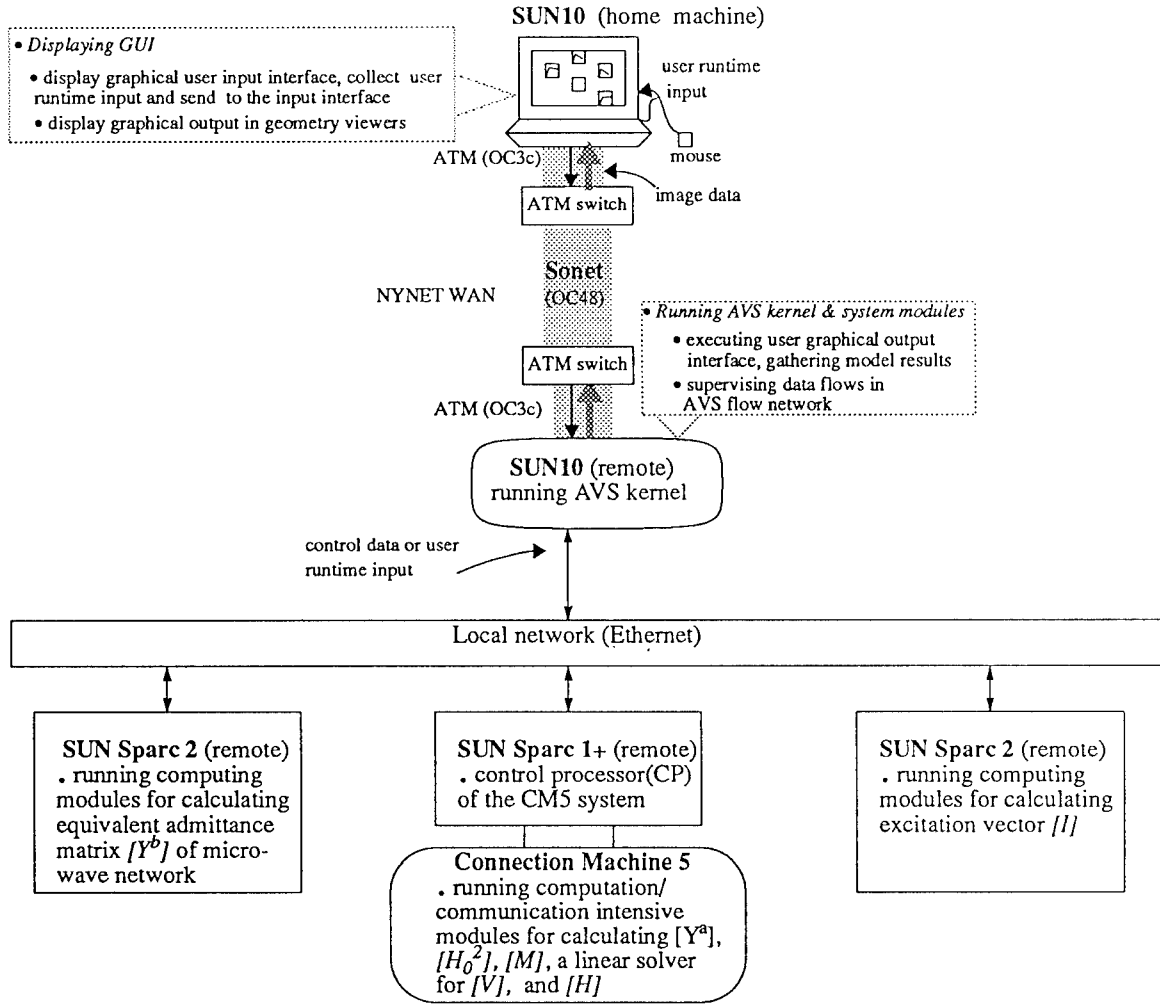 SUN10 (home machine)
• Displaying GUI
• display graphical user input interface, collect user
runtime input and send to the input interface
• display graphical output in geometry viewers
user runtime
input
mouse
ATM (OC3c)
image data
ATM switch
Sonet
(OC48)
NYNET WAN
• Running AVS kernel & system modules
• executing user graphical output
interface, gathering model results
• supervising data flows in
AVS flow network
ATM switch
ATM (OC3c)
SUN10 (remote)
running AVS kernel
control data or user
runtime input
Local network (Ethernet)
SUN Sparc 2 (remote)
. running computing
modules for calculating
equivalent admittance
matrix [Y^b] of micro-
wave network
SUN Sparc 1+ (remote)
. control processor(CP)
of the CM5 system
Connection Machine 5
. running computation/
communication intensive
modules for calculating [Y^a],
[H_0^2], [M], a linear solver
for [V], and [H]
SUN Sparc 2 (remote)
. running computing
modules for calculating
excitation vector [I]